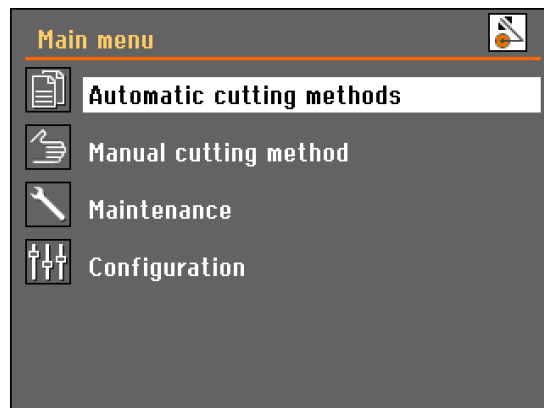 Main menu
Automatic cutting methods
Manual cutting method
Maintenance
Configuration